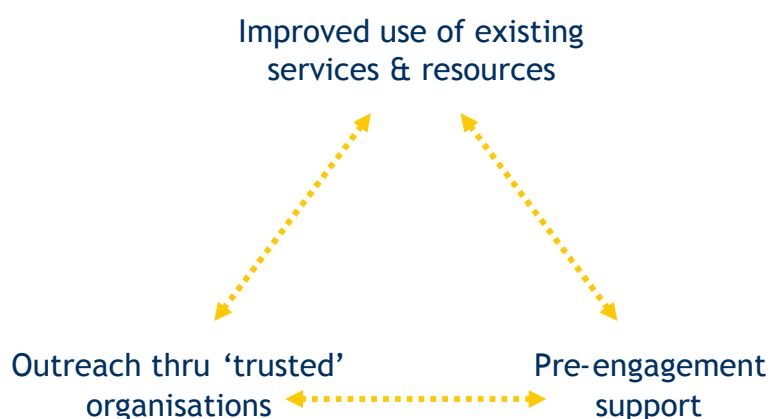 Improved use of existing
services & resources
Outreach thru ‘trusted’
organisations
Pre-engagement
support